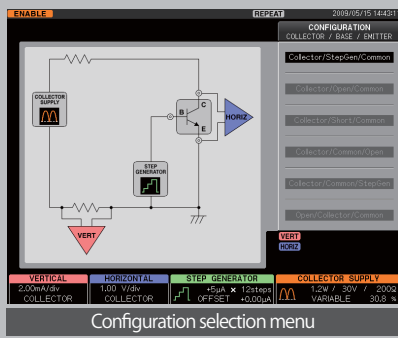 ENABLE
REPEAT
2009/05/15 14:43:1
CONFIGURATION
COLLECTOR / BASE / EMITTER
Collector/StepGen/Common
Collector/Open/Common
Collector/Short/Common
Collector/Common/Open
Collector/Common/StepGen
Open/Collector/Common
COLLECTOR
SUPPLY
C
B
E
HORIZ
STEP
GENERATOR
VERT
VERT
HORIZ
VERTICAL
2.00mA/div
COLLECTOR
HORIZONTAL
1.00 V/div
COLLECTOR
STEP GENERATOR
+5µA × 12steps
OFFSET +0.00µA
COLLECTOR SUPPLY
1.2W / 30V / 200Ω
VARIABLE 30.8 %
Configuration selection menu